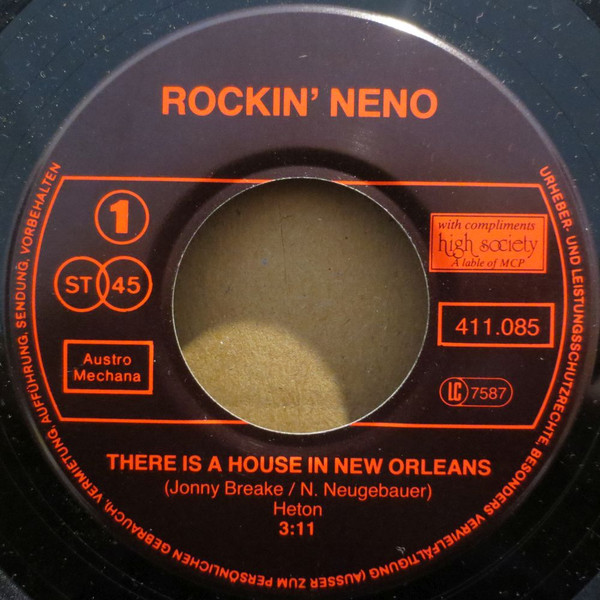 ROCKIN' NENO
1
ST 45
Austro
Mechana
with compliments
high society
A lable of MCP
411.085
LC 7587
THERE IS A HOUSE IN NEW ORLEANS
(Jonny Breake / N. Neugebauer)
Heton
3:11
URHEBER- UND LEISTUNGSSCHUTZRECHTE, BESONDERS VERVIELFÄLTIGUNG (AUSSER ZUM PERSÖNLICHEN GEBRAUCH), VERMIETUNG, AUFFÜHRUNG, SENDUNG, VORBEHALTEN